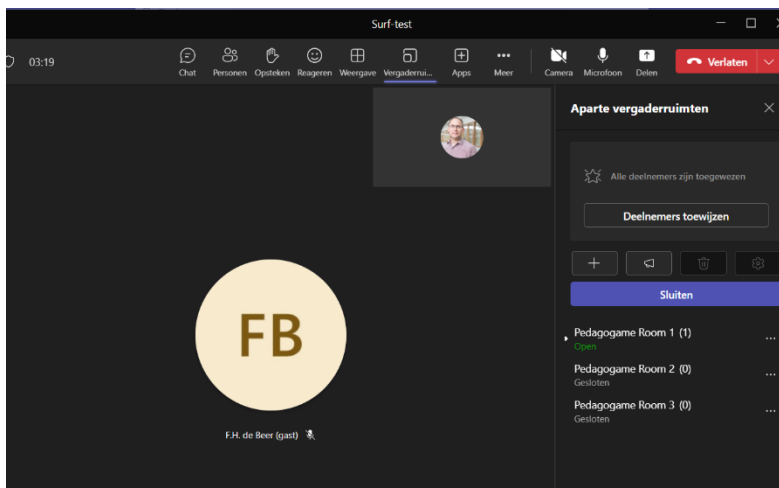 Surf-test
03:19
Chat Personen Opsteken Reageren Weergave Vergaderrui... Apps Meer Camera Microfoon Delen Verlaten
Aparte vergaderruimten
Alle deelnemers zijn toegewezen
Deelnemers toewijzen
Sluiten
Pedagogame Room 1 (1)
Open
Pedagogame Room 2 (0)
Gesloten
Pedagogame Room 3 (0)
Gesloten
FB
F.H. de Beer (gast)